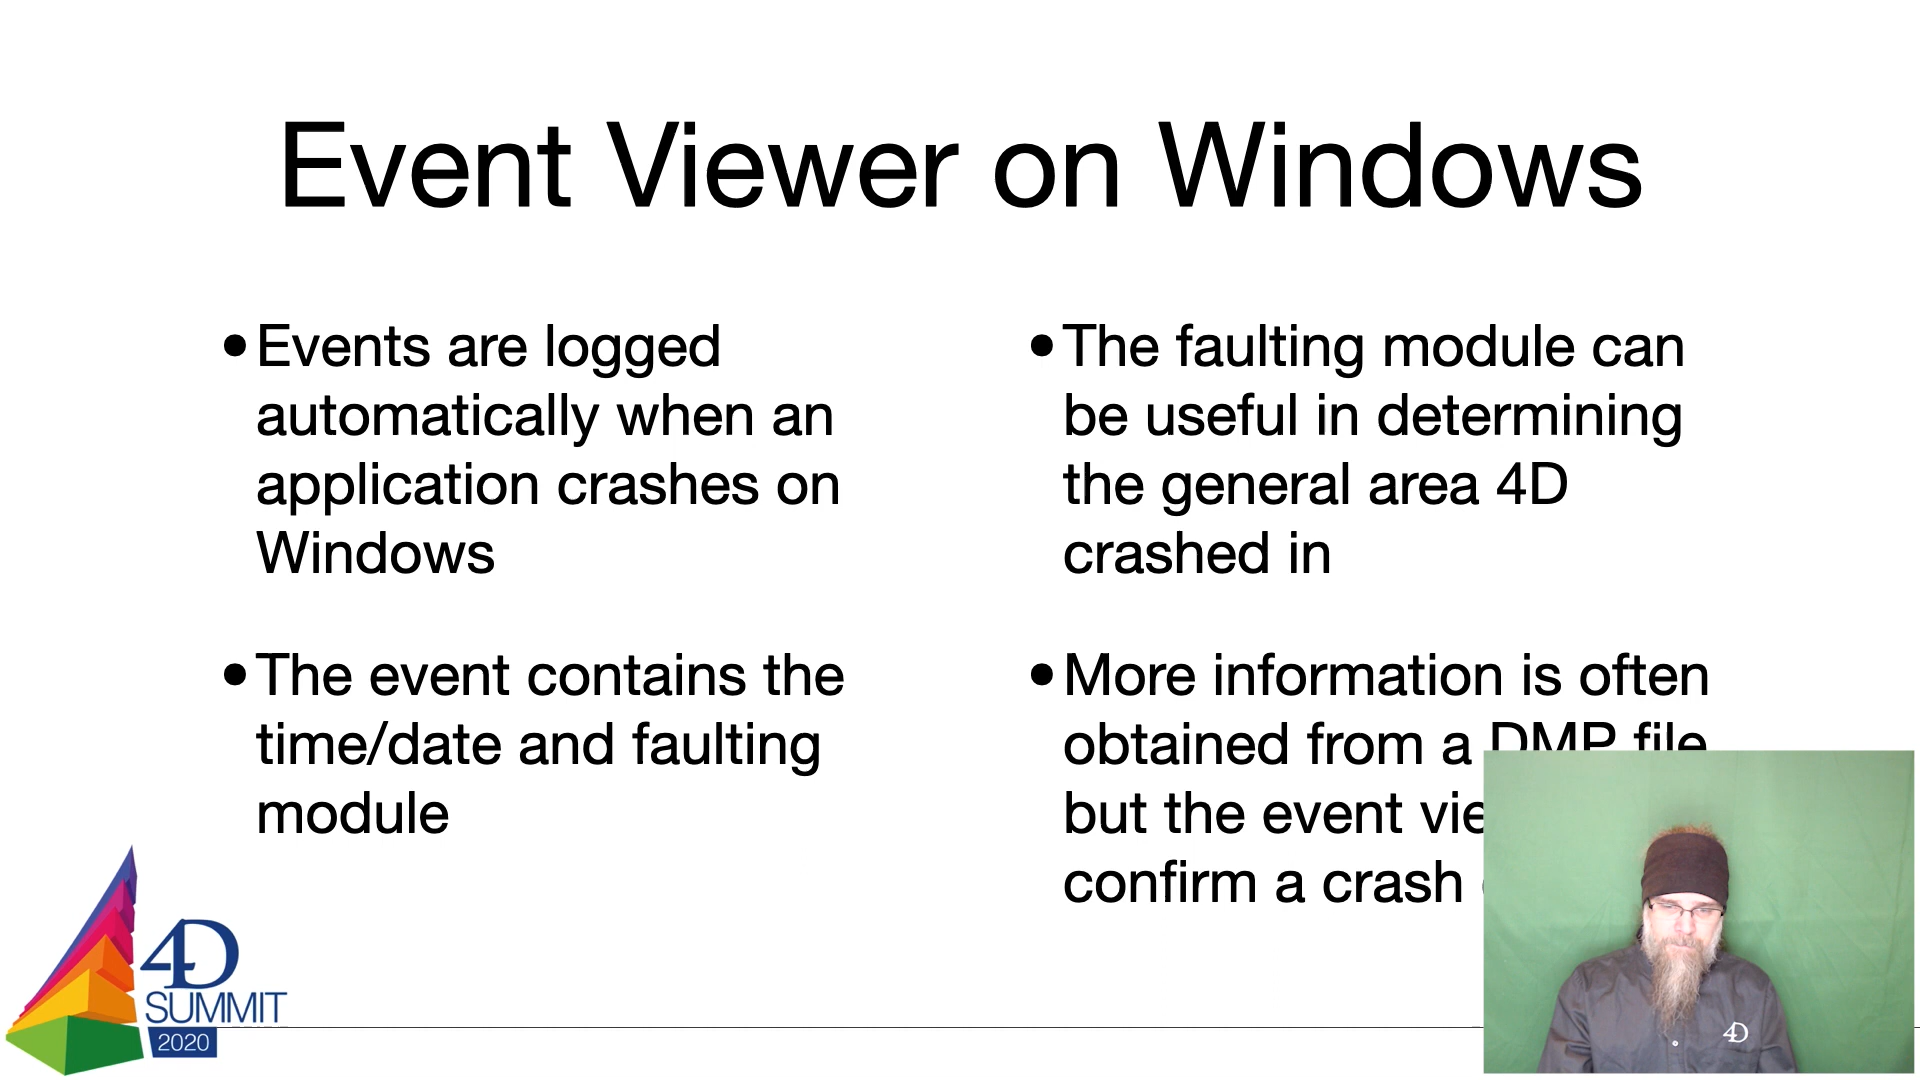 Event Viewer on Windows
•Events are logged
automatically when an
application crashes on
Windows
•The event contains the
time/date and faulting
module
•The faulting module can
be useful in determining
the general area 4D
crashed in
•More information is often
obtained from a DMP file
but the event
confirm a crash
4D
SUMMIT
2020
4D